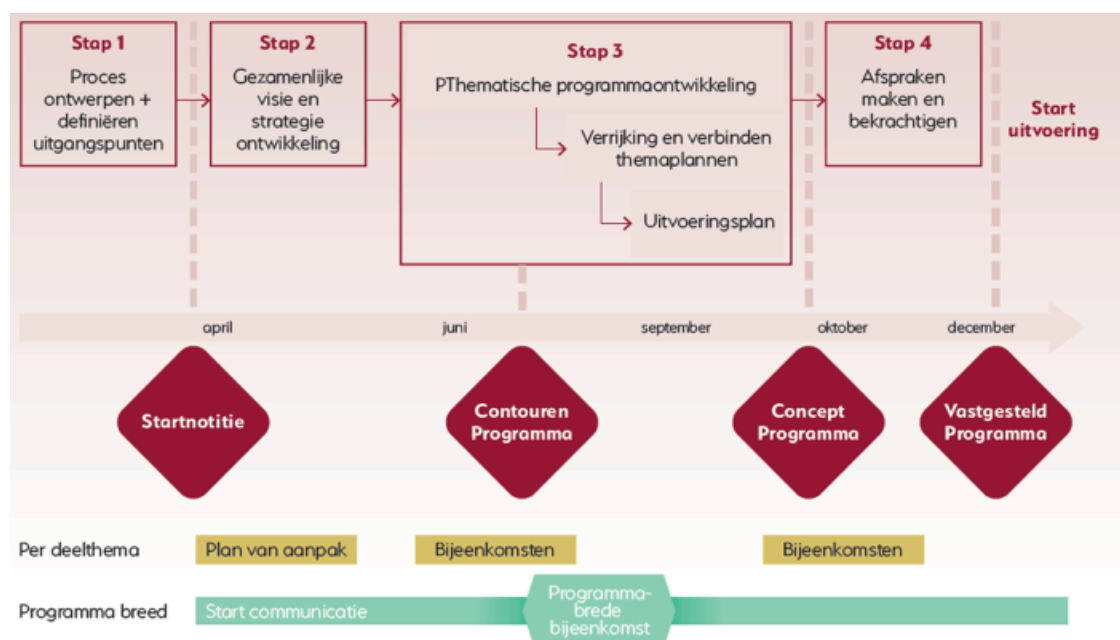 Stap 1
Proces
ontwerpen +
definiëren
uitgangspunten
Stap 2
Gezamenlijke
visie en
strategie
ontwikkeling
Stap 3
PThematische programmaontwikkeling
Verrijking en verbinden
themaplannen
Uitvoeringsplan
Stap 4
Afspraken
maken en
bekrachtigen
Start
uitvoering
april
juni
september
oktober
december
Startnotitie
Contouren
Programma
Concept
Programma
Vastgesteld
Programma
Per deelthema
Plan van aanpak
Bijeenkomsten
Bijeenkomsten
Programma breed
Start communicatie
Programma-
brede
bijeenkomst